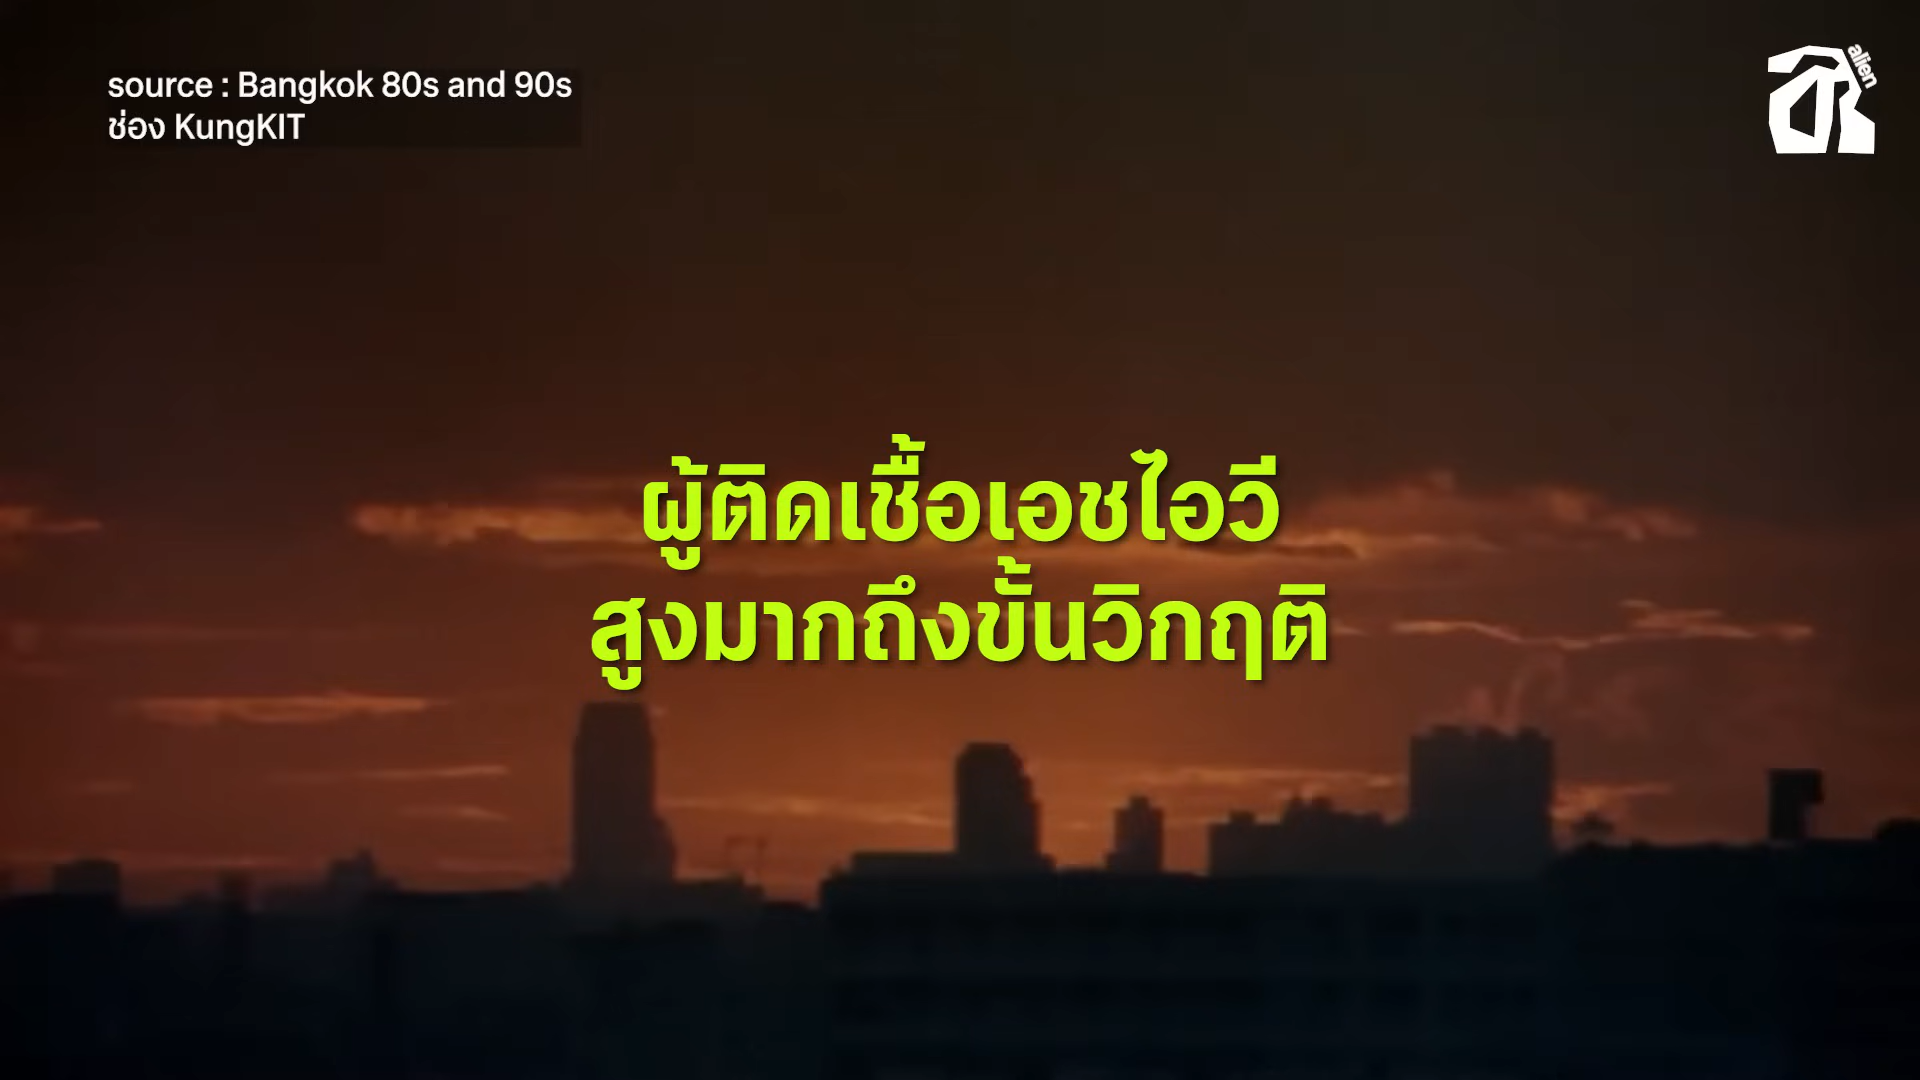 source : Bangkok 80s and 90s
ช่อง KungKIT
alien
ผู้ติดเชื้อเอชไอวี
สูงมากถึงขั้นวิกฤติ